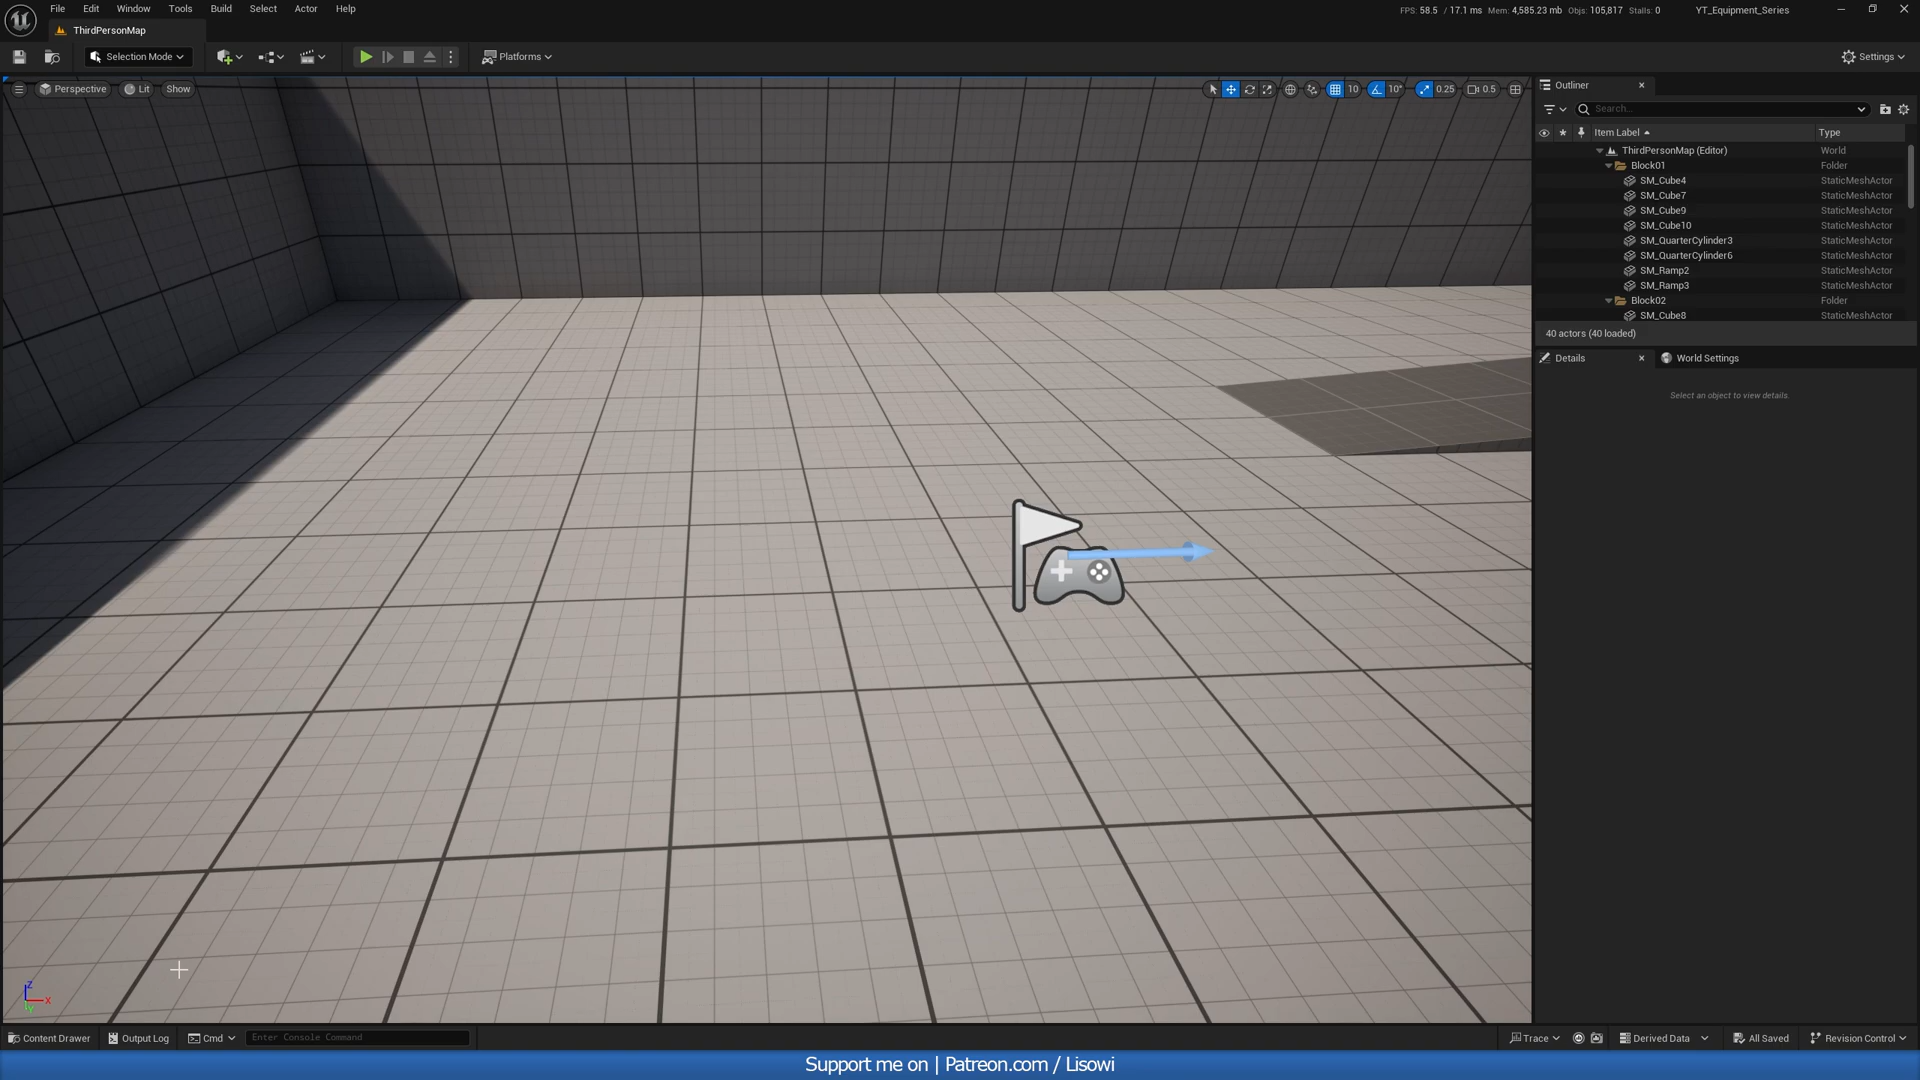 File Edit Window Tools Build Select Actor Help
FPS: 58.5 / 17.1 ms Mem: 4,585.23 mb Objs: 105,817 Stalls: 0 YT_Equipment_Series
ThirdPersonMap
Selection Mode
Platforms
Settings
Perspective Lit Show
10 10° 0.25 0.5
Outliner
Search...
Item Label Type
ThirdPersonMap (Editor) World
Block01 Folder
SM_Cube4 StaticMeshActor
SM_Cube7 StaticMeshActor
SM_Cube9 StaticMeshActor
SM_Cube10 StaticMeshActor
SM_QuarterCylinder3 StaticMeshActor
SM_QuarterCylinder6 StaticMeshActor
SM_Ramp2 StaticMeshActor
SM_Ramp3 StaticMeshActor
Block02 Folder
SM_Cube8 StaticMeshActor
40 actors (40 loaded)
Details World Settings
Select an object to view details.
Z
X
Y
Content Drawer Output Log Cmd Enter Console Command
Trace Derived Data All Saved Revision Control
Support me on | Patreon.com / Lisowi